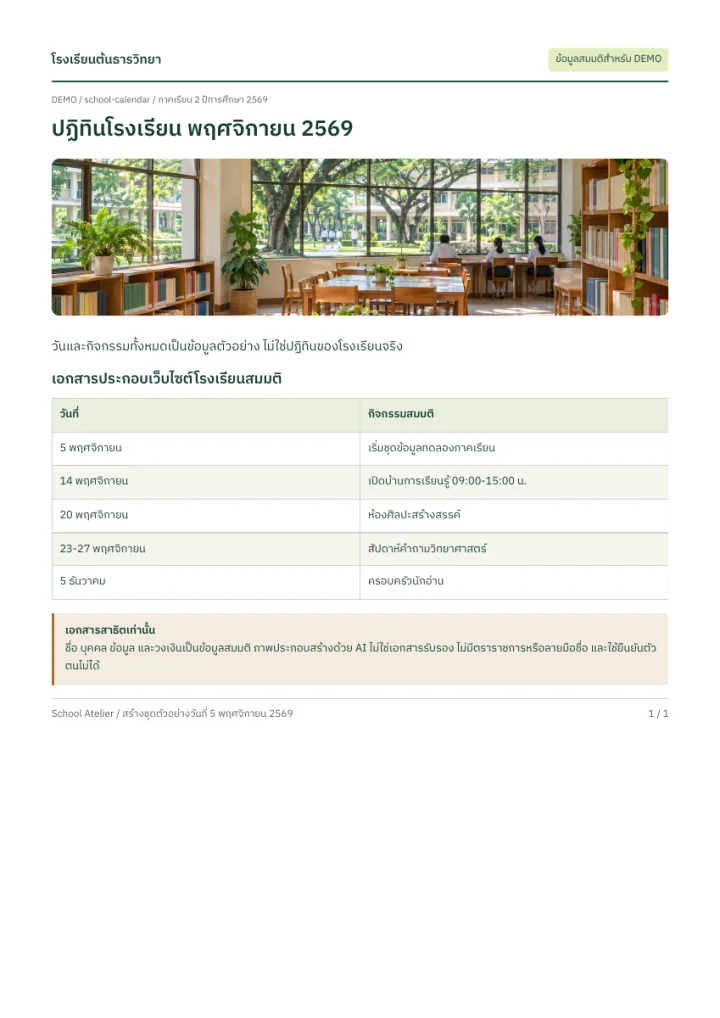 โรงเรียนต้นธารวิทยา
ข้อมูลสมมติสำหรับ DEMO
DEMO / school-calendar / ภาคเรียน 2 ปีการศึกษา 2569
ปฏิทินโรงเรียน พฤศจิกายน 2569
วันและกิจกรรมทั้งหมดเป็นข้อมูลตัวอย่าง ไม่ใช่ปฏิทินของโรงเรียนจริง
เอกสารประกอบเว็บไซต์โรงเรียนสมมติ
วันที่ กิจกรรมสมมติ
5 พฤศจิกายน เริ่มชุดข้อมูลทดลองภาคเรียน
14 พฤศจิกายน เปิดบ้านการเรียนรู้ 09:00-15:00 น.
20 พฤศจิกายน ห้องศิลปะสร้างสรรค์
23-27 พฤศจิกายน สัปดาห์คำถามวิทยาศาสตร์
5 ธันวาคม ครอบครัวนักอ่าน
เอกสารสาธิตเท่านั้น
ชื่อ บุคคล ข้อมูล และวงเงินเป็นข้อมูลสมมติ ภาพประกอบสร้างด้วย AI ไม่ใช่เอกสารรับรอง ไม่มีตราราชการหรือลายมือชื่อ และใช้ยืนยันตัว
ตนไม่ได้
School Atelier / สร้างชุดตัวอย่างวันที่ 5 พฤศจิกายน 2569
1 / 1